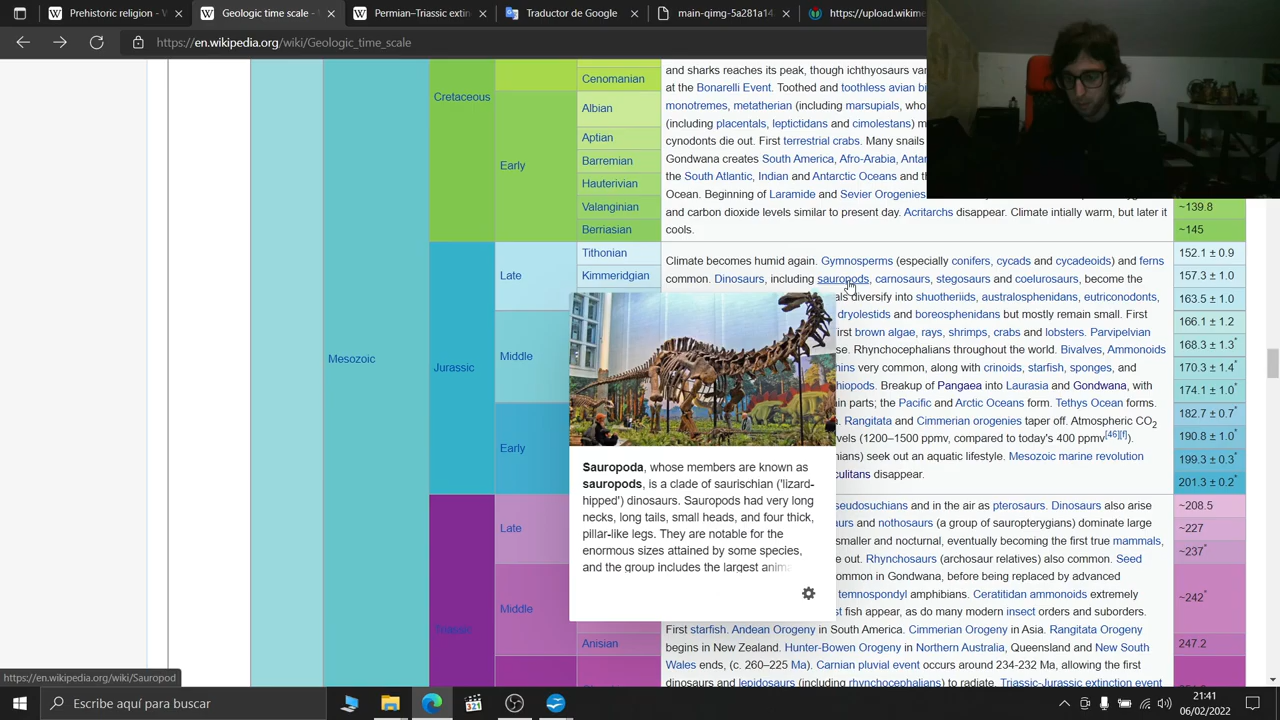 Prehistoric religion -
Geologic time scale -
Permian–Triassic extinction
Traductor de Google
main-qimg-5a281a14
https://upload.wikima
https://en.wikipedia.org/wiki/Geologic_time_scale
Mesozoic
Cretaceous
Early
Cenomanian
Albian
Aptian
Barremian
Hauterivian
Valanginian
Berriasian
and sharks reaches its peak, though ichthyosaurs
at the Bonarelli Event. Toothed and toothless avian
monotremes, metatherian (including marsupials,
(including placentals, leptictidans and cimolestans)
cynodonts die out. First terrestrial crabs. Many snails
Gondwana creates South America, Afro-Arabia,
the South Atlantic, Indian and Antarctic Oceans and
Ocean. Beginning of Laramide and Sevier Orogenies
and carbon dioxide levels similar to present day. Acritarchs disappear. Climate intially warm, but later it
cools.
~139.8
~145
Jurassic
Late
Middle
Early
Tithonian
Kimmeridgian
Climate becomes humid again. Gymnosperms (especially conifers, cycads and cycadeoids) and ferns
common. Dinosaurs, including sauropods, carnosaurs, stegosaurs and coelurosaurs, become the
als diversify into shuotheriids, australosphenidans, eutriconodonts,
dryolestids and boreosphenidans but mostly remain small. First
irst brown algae, rays, shrimps, crabs and lobsters. Parvipelvian
se. Rhynchocephalians throughout the world. Bivalves, Ammonoids
hins very common, along with crinoids, starfish, sponges, and
hiopods. Breakup of Pangaea into Laurasia and Gondwana, with
in parts; the Pacific and Arctic Oceans form. Tethys Ocean forms.
. Rangitata and Cimmerian orogenies taper off. Atmospheric CO2
vels (1200–1500 ppmv, compared to today's 400 ppmv[46][f]).
ians) seek out an aquatic lifestyle. Mesozoic marine revolution
culitans disappear.
152.1 ± 0.9
157.3 ± 1.0
163.5 ± 1.0
166.1 ± 1.2
168.3 ± 1.3*
170.3 ± 1.4*
174.1 ± 1.0*
182.7 ± 0.7*
190.8 ± 1.0*
199.3 ± 0.3*
201.3 ± 0.2*
Sauropoda, whose members are known as
sauropods, is a clade of saurischian ('lizard-
hipped') dinosaurs. Sauropods had very long
necks, long tails, small heads, and four thick,
pillar-like legs. They are notable for the
enormous sizes attained by some species,
and the group includes the largest anima
Triassic
Late
Middle
Anisian
seudosuchians and in the air as pterosaurs. Dinosaurs also arise
aurs and nothosaurs (a group of sauropterygians) dominate large
smaller and nocturnal, eventually becoming the first true mammals,
e out. Rhynchosaurs (archosaur relatives) also common. Seed
ommon in Gondwana, before being replaced by advanced
temnospondyl amphibians. Ceratitidan ammonoids extremely
st fish appear, as do many modern insect orders and suborders.
First starfish. Andean Orogeny in South America. Cimmerian Orogeny in Asia. Rangitata Orogeny
begins in New Zealand. Hunter-Bowen Orogeny in Northern Australia, Queensland and New South
Wales ends, (c. 260–225 Ma). Carnian pluvial event occurs around 234-232 Ma, allowing the first
dinosaurs and lepidosaurs (including rhynchocephalians) to radiate. Triassic-Jurassic extinction event
~208.5
~227
~237*
~242*
247.2
https://en.wikipedia.org/wiki/Sauropod
Escribe aquí para buscar
321
21:41
06/02/2022